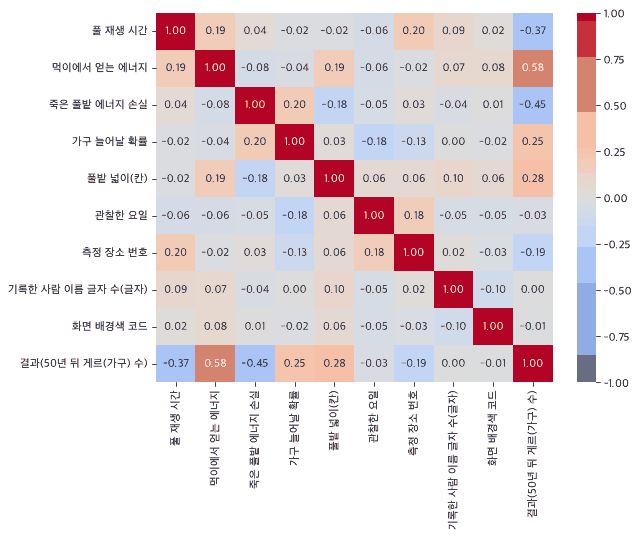 풀 재생 시간 1.00 0.19 0.04 −0.02 −0.02 −0.06 0.20 0.09 0.02 −0.37
먹이에서 얻는 에너지 0.19 1.00 −0.08 −0.04 0.19 −0.06 −0.02 0.07 0.08 0.58
죽은 풀밭 에너지 손실 0.04 −0.08 1.00 0.20 −0.18 −0.05 0.03 −0.04 0.01 −0.45
가구 늘어날 확률 −0.02 −0.04 0.20 1.00 0.03 −0.18 −0.13 0.00 −0.02 0.25
풀밭 넓이(칸) −0.02 0.19 −0.18 0.03 1.00 0.06 0.06 0.10 0.06 0.28
관찰한 요일 −0.06 −0.06 −0.05 −0.18 0.06 1.00 0.18 −0.05 −0.05 −0.03
측정 장소 번호 0.20 −0.02 0.03 −0.13 0.06 0.18 1.00 0.02 −0.03 −0.19
기록한 사람 이름 글자 수(글자) 0.09 0.07 −0.04 0.00 0.10 −0.05 0.02 1.00 −0.10 0.00
화면 배경색 코드 0.02 0.08 0.01 −0.02 0.06 −0.05 −0.03 −0.10 1.00 −0.01
결과(50년 뒤 게르(가구) 수) −0.37 0.58 −0.45 0.25 0.28 −0.03 −0.19 0.00 −0.01 1.00
풀 재생 시간
먹이에서 얻는 에너지
죽은 풀밭 에너지 손실
가구 늘어날 확률
풀밭 넓이(칸)
관찰한 요일
측정 장소 번호
기록한 사람 이름 글자 수(글자)
화면 배경색 코드
결과(50년 뒤 게르(가구) 수)
1.00
0.75
0.50
0.25
0.00
−0.25
−0.50
−0.75
−1.00